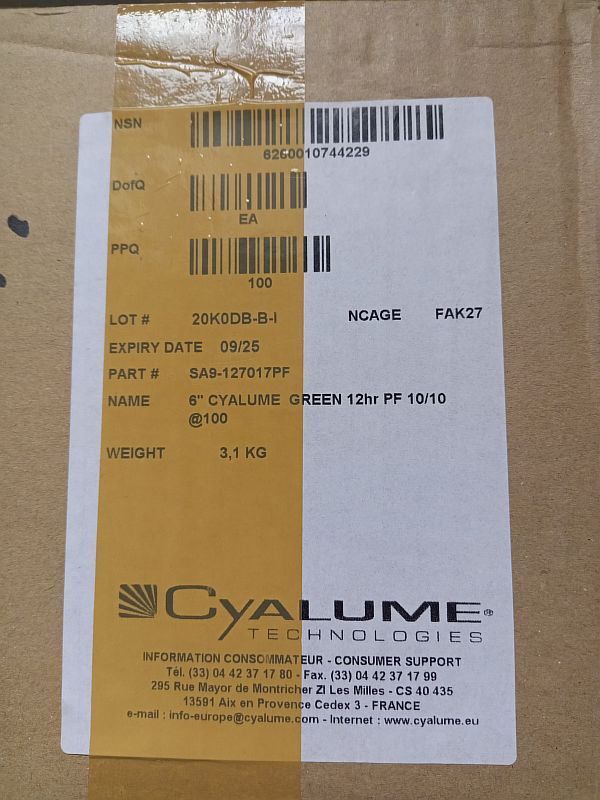 NSN
6260010744229
DofQ
EA
PPQ
100
LOT # 20K0DB-B-I NCAGE FAK27
EXPIRY DATE 09/25
PART # SA9-127017PF
NAME 6" CYALUME GREEN 12hr PF 10/10
@100
WEIGHT 3,1 KG
CYALUME®
TECHNOLOGIES
INFORMATION CONSOMMATEUR - CONSUMER SUPPORT
Tél. (33) 04 42 37 17 80 - Fax. (33) 04 42 37 17 99
295 Rue Mayor de Montricher ZI Les Milles - CS 40 435
13591 Aix en Provence Cedex 3 - FRANCE
e-mail : info-europe@cyalume.com - Internet : www.cyalume.eu